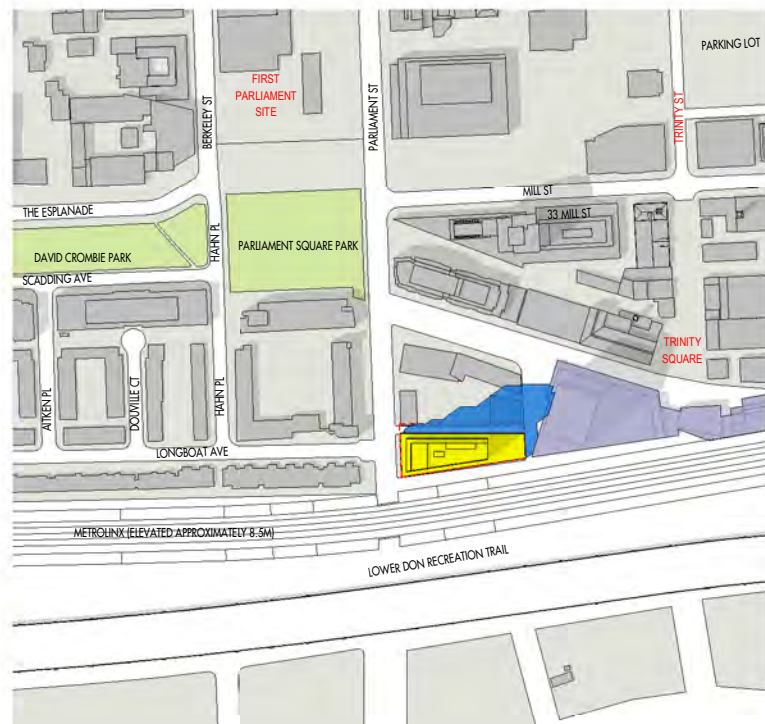 PARKING LOT
FIRST
PARLIAMENT
SITE
BERKELEY ST
PARLIAMENT ST
TRINITY ST
MILL ST
THE ESPLANADE
33 MILL ST
DAVID CROMBIE PARK
HAHN PL
PARLIAMENT SQUARE PARK
SCADDING AVE
TRINITY
SQUARE
AITKEN PL
DOUVILLE CT
HAHN PL
LONGBOAT AVE
METROLINX (ELEVATED APPROXIMATELY 8.5M)
LOWER DON RECREATION TRAIL